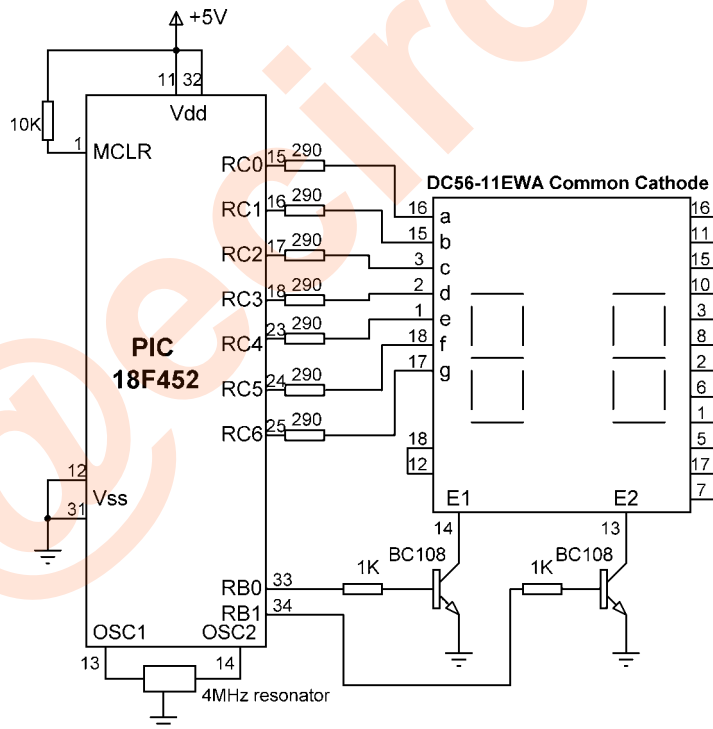 +5V
11 32
Vdd
10K
1
MCLR
RC0
15
290
RC1
16
290
RC2
17
290
RC3
18
290
RC4
23
290
RC5
24
290
RC6
25
290
PIC
18F452
DC56-11EWA Common Cathode
16
a
15
b
3
c
2
d
1
e
18
f
17
g
18
12
16
11
15
10
3
8
2
6
1
5
17
7
E1
E2
14
13
12
Vss
31
BC108
BC108
1K
1K
RB0
33
RB1
34
OSC1
OSC2
13
14
4MHz resonator